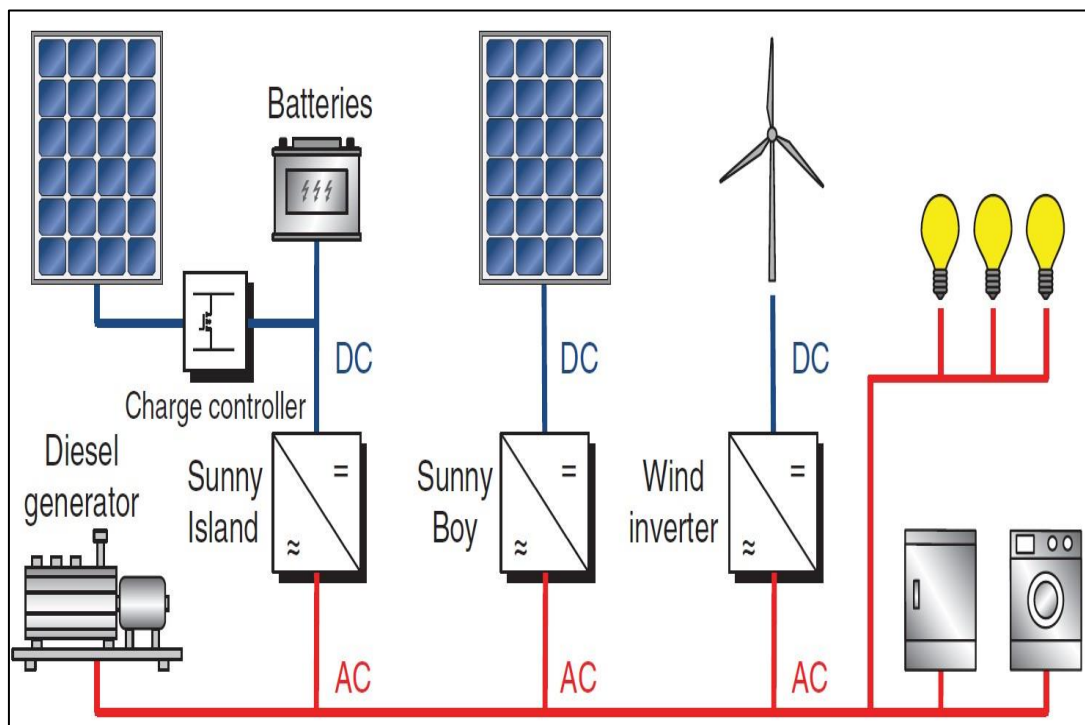 Batteries
DC
DC
DC
Charge controller
Diesel
generator
Sunny
Island
=
≈
Sunny
Boy
=
≈
Wind
inverter
=
≈
AC
AC
AC